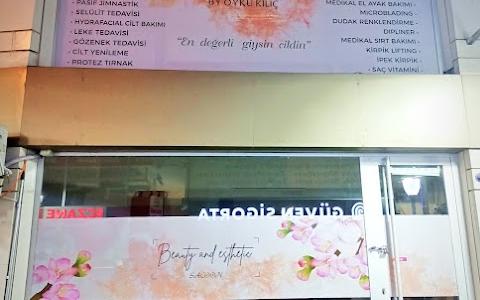 BY ÖYKÜ KILIÇ
- PASİF JİMNASTİK
- SELÜLİT TEDAVİSİ
- HYDRAFACIAL CİLT BAKIMI
- LEKE TEDAVİSİ
- GÖZENEK TEDAVİSİ
- CİLT YENİLEME
- PROTEZ TIRNAK
"En değerli giysin cildin"
MEDİKAL EL AYAK BAKIMI -
MICROBLADING -
DUDAK RENKLENDİRME -
DIPLINER -
MEDİKAL SIRT BAKIMI -
KİRPİK LIFTING -
İPEK KİRPİK -
- SAÇ VİTAMİNİ -
ECZANE
GÜVEN SİGORTA
Beauty and esthetic